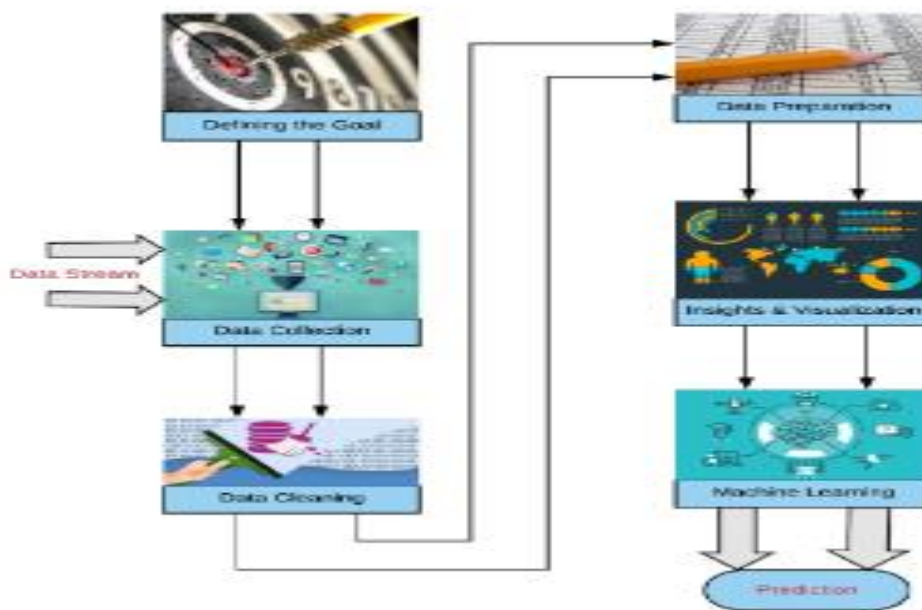 Defining the Goal
Data Stream
Data Collection
Data Cleaning
Data Preparation
Insights & Visualization
Machine Learning
Prediction